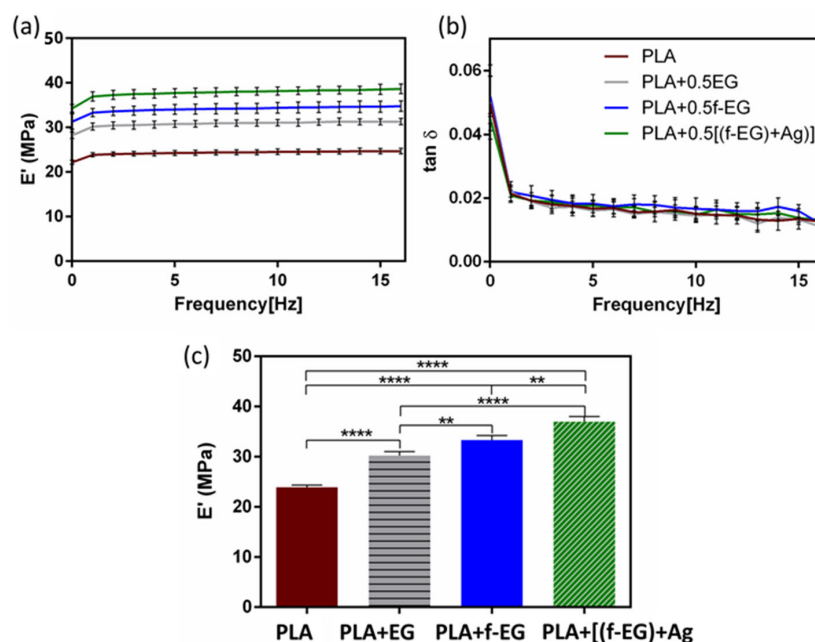 (a)
50
40
30
20
10
0
E' (MPa)
0 5 10 15
Frequency[Hz]
(b)
0.06
0.04
0.02
0.00
tan δ
PLA
PLA+0.5EG
PLA+0.5f-EG
PLA+0.5[(f-EG)+Ag)]
0 5 10 15
Frequency[Hz]
(c)
50
40
30
20
10
0
E' (MPa)
****
**** **
****
**** **
PLA PLA+EG PLA+f-EG PLA+[(f-EG)+Ag